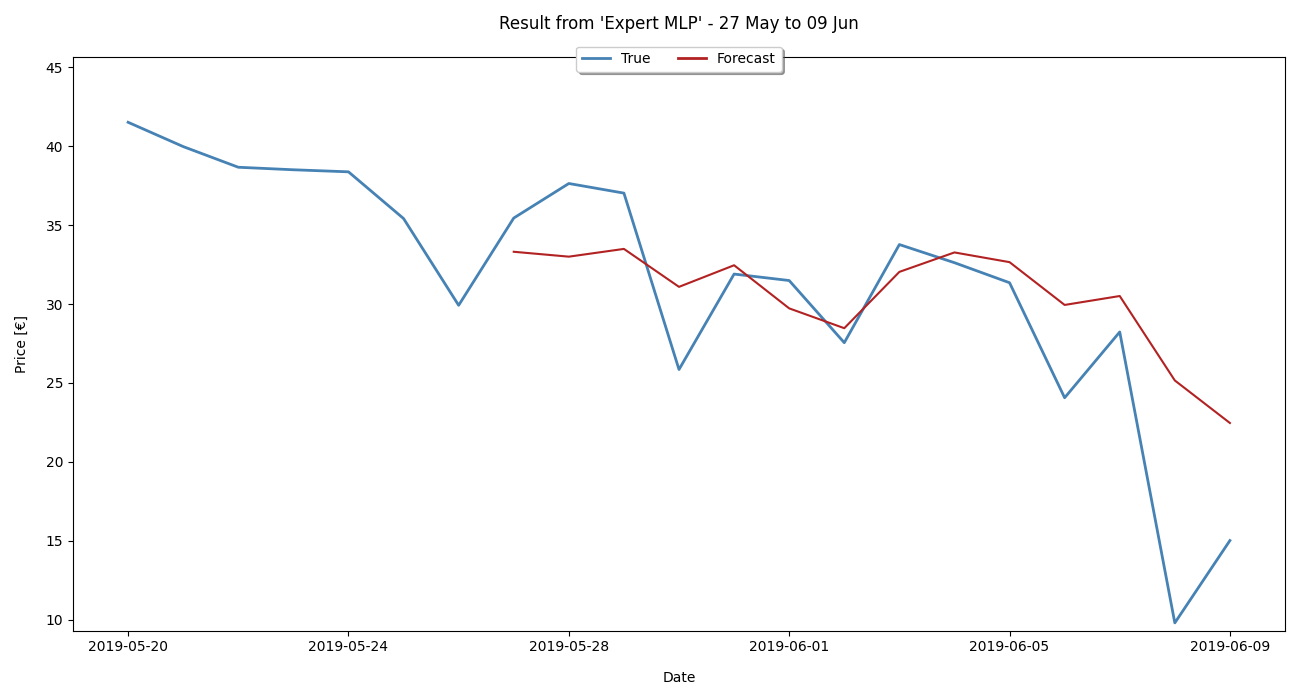 Result from 'Expert MLP' - 27 May to 09 Jun
True Forecast
45
40
35
30
25
20
15
10
Price [€]
2019-05-20 2019-05-24 2019-05-28 2019-06-01 2019-06-05 2019-06-09
Date